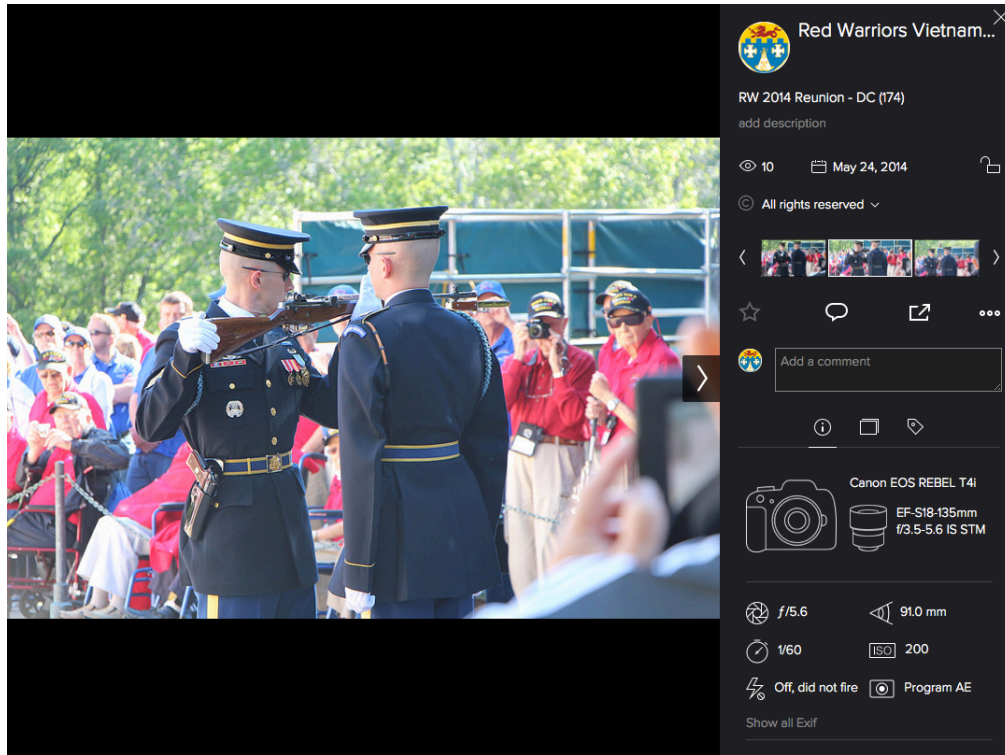 Red Warriors Vietnam...
RW 2014 Reunion - DC (174)
add description
10
May 24, 2014
© All rights reserved
Add a comment
Canon EOS REBEL T4i
EF-S18-135mm
f/3.5-5.6 IS STM
ƒ/5.6
91.0 mm
1/60
ISO 200
Off, did not fire
Program AE
Show all Exif